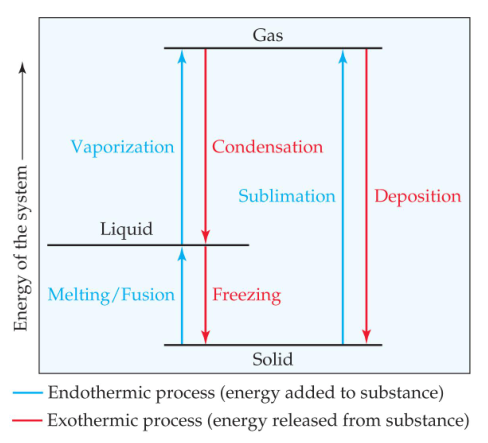 Gas
Vaporization
Condensation
Sublimation
Deposition
Energy of the system
Liquid
Melting/Fusion
Freezing
Solid
Endothermic process (energy added to substance)
Exothermic process (energy released from substance)